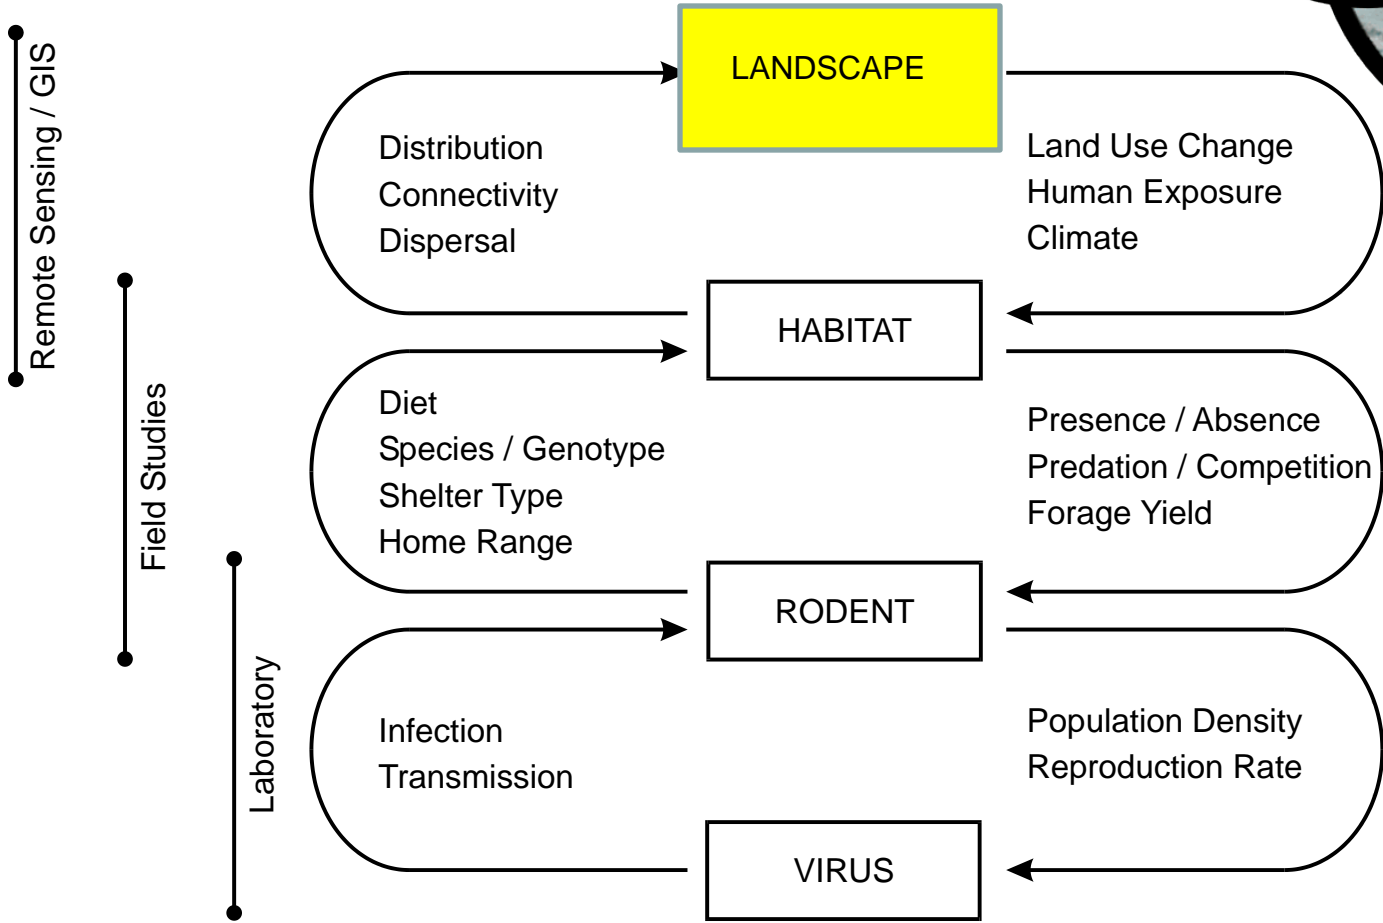 Remote Sensing / GIS
Field Studies
Laboratory
LANDSCAPE
Distribution
Connectivity
Dispersal
Land Use Change
Human Exposure
Climate
HABITAT
Diet
Species / Genotype
Shelter Type
Home Range
Presence / Absence
Predation / Competition
Forage Yield
RODENT
Infection
Transmission
Population Density
Reproduction Rate
VIRUS